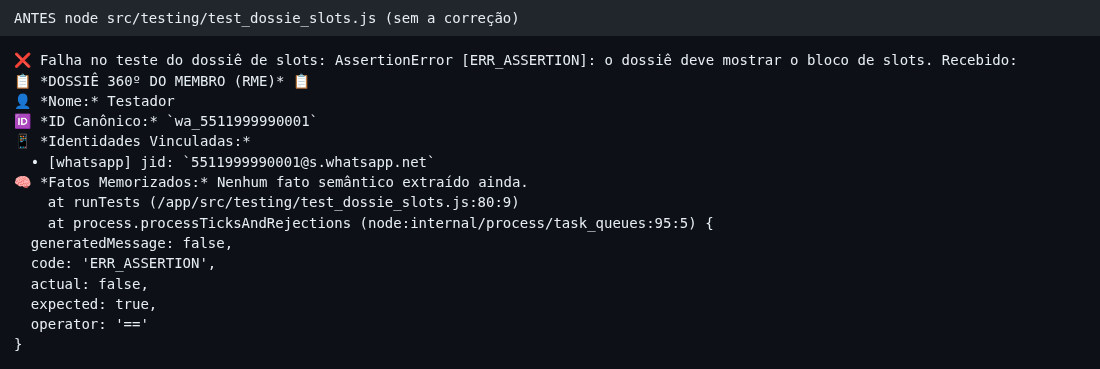 ANTES node src/testing/test_dossie_slots.js (sem a correção)
❌ Falha no teste do dossiê de slots: AssertionError [ERR_ASSERTION]: o dossiê deve mostrar o bloco de slots. Recebido:
📋 *DOSSIÊ 360º DO MEMBRO (RME)* 📋
👤 *Nome:* Testador
🆔 *ID Canônico:* `wa_5511999990001`
📱 *Identidades Vinculadas:*
  • [whatsapp] jid: `5511999990001@s.whatsapp.net`
🧠 *Fatos Memorizados:* Nenhum fato semântico extraído ainda.
    at runTests (/app/src/testing/test_dossie_slots.js:80:9)
    at process.processTicksAndRejections (node:internal/process/task_queues:95:5) {
  generatedMessage: false,
  code: 'ERR_ASSERTION',
  actual: false,
  expected: true,
  operator: '=='
}